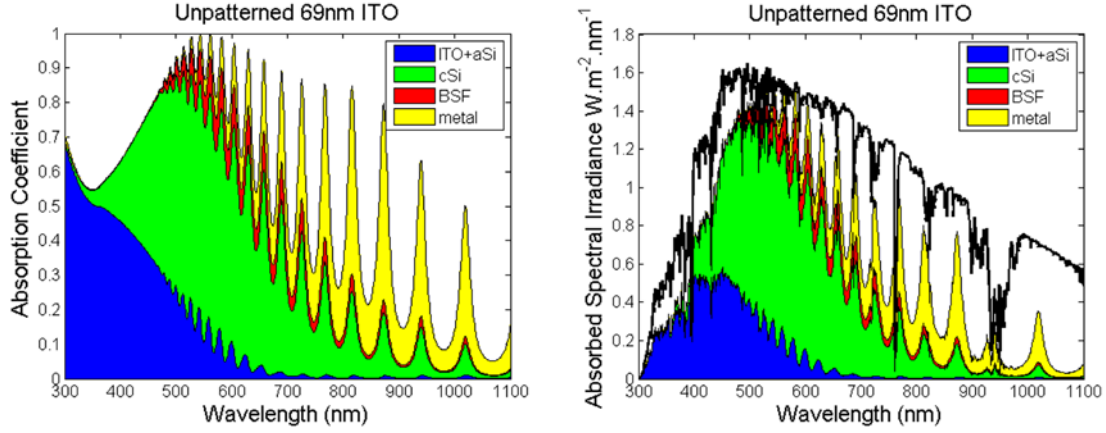 Unpatterned 69nm ITO
Absorption Coefficient
1
0.9
0.8
0.7
0.6
0.5
0.4
0.3
0.2
0.1
0
ITO+aSi
cSi
BSF
metal
300 400 500 600 700 800 900 1000 1100
Wavelength (nm)
Unpatterned 69nm ITO
Absorbed Spectral Irradiance W.m-2.nm-1
1.8
1.6
1.4
1.2
1
0.8
0.6
0.4
0.2
0
ITO+aSi
cSi
BSF
metal
300 400 500 600 700 800 900 1000 1100
Wavelength (nm)